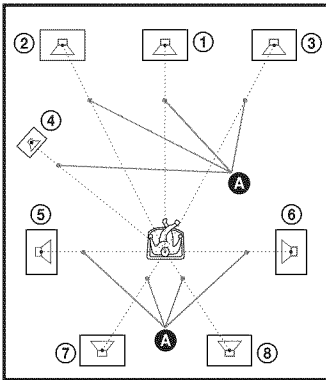 ② ① ③
④
A
⑤ ⑥
⑦ A ⑧